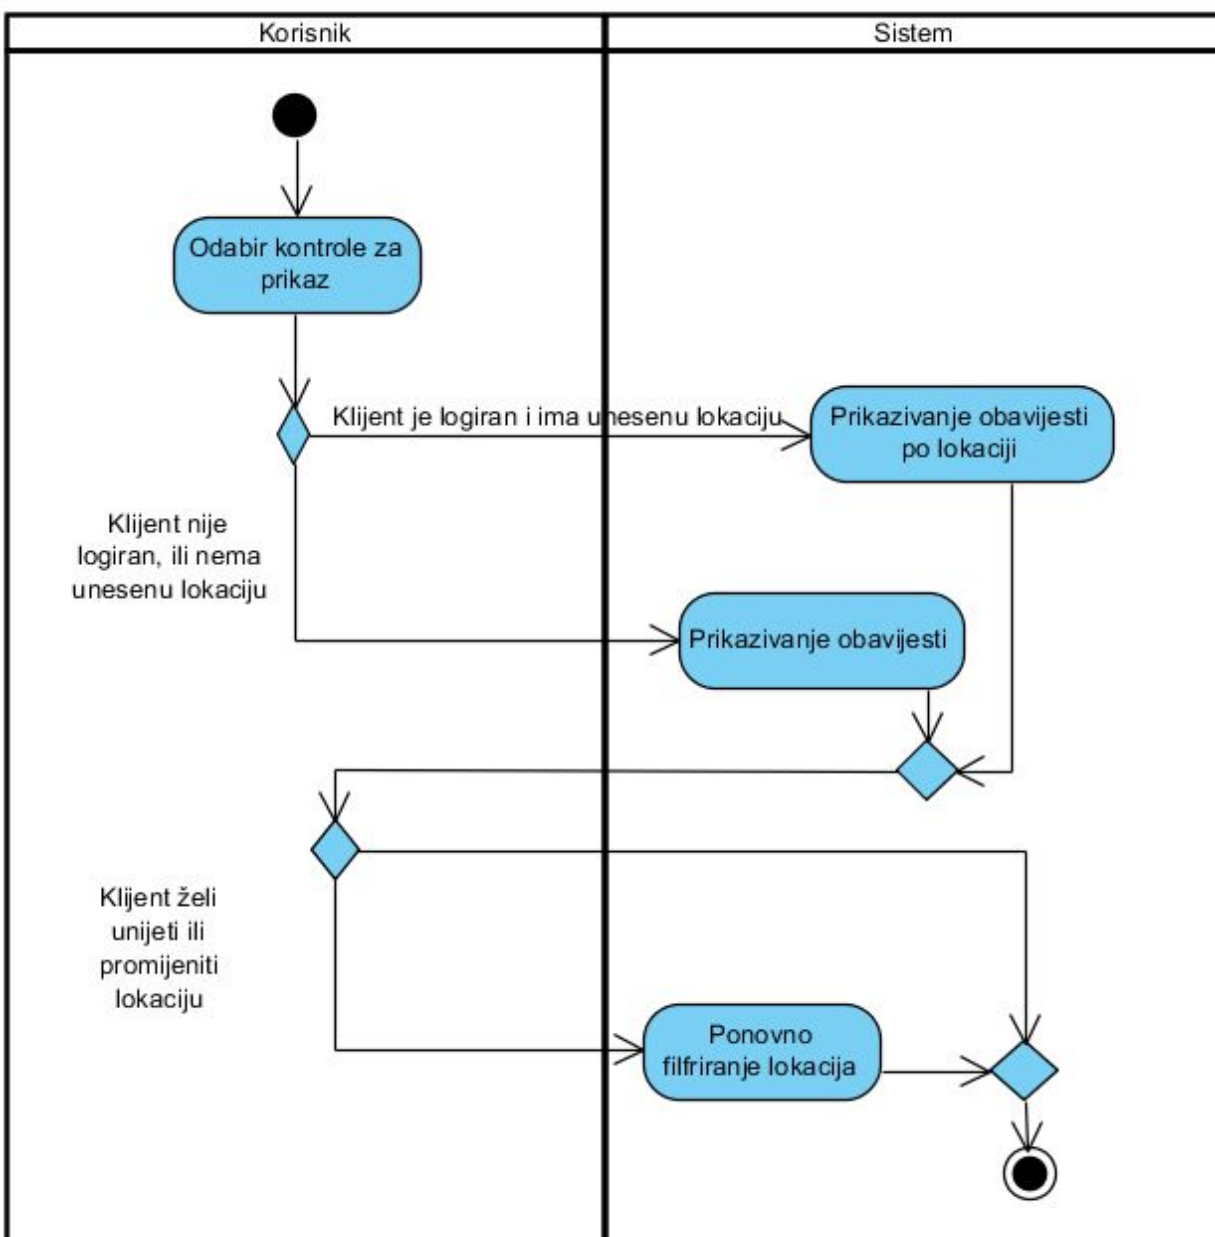 Korisnik
Sistem
Odabir kontrole za
prikaz
Klijent je logiran i ima unesenu lokaciju
Prikazivanje obavijesti
po lokaciji
Klijent nije
logiran, ili nema
unesenu lokaciju
Prikazivanje obavijesti
Klijent želi
unijeti ili
promijeniti
lokaciju
Ponovno
filfriranje lokacija